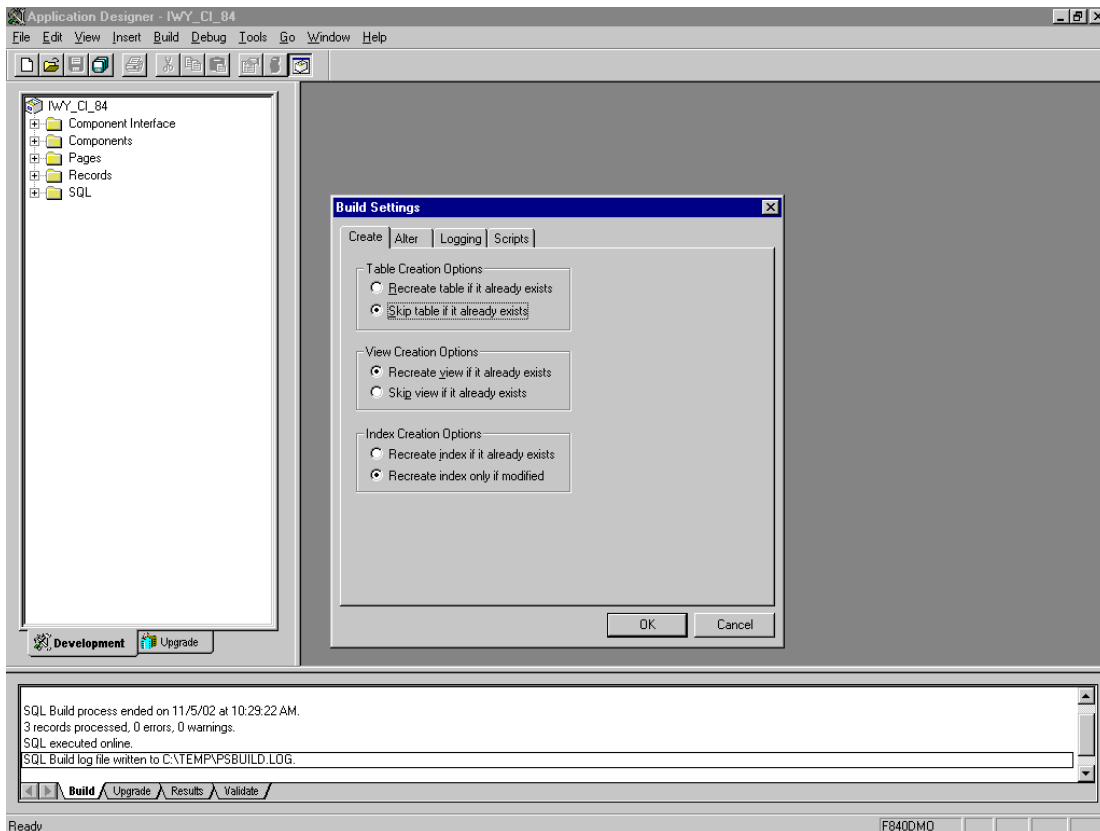 Application Designer - IWY_CI_84
File Edit View Insert Build Debug Tools Go Window Help
IWY_CI_84
Component Interface
Components
Pages
Records
SQL
Development Upgrade
Build Settings
Create Alter Logging Scripts
Table Creation Options
Recreate table if it already exists
Skip table if it already exists
View Creation Options
Recreate view if it already exists
Skip view if it already exists
Index Creation Options
Recreate index if it already exists
Recreate index only if modified
OK Cancel
SQL Build process ended on 11/5/02 at 10:29:22 AM.
3 records processed, 0 errors, 0 warnings.
SQL executed online.
SQL Build log file written to C:\TEMP\PSBUILD.LOG.
Build Upgrade Results Validate
Ready F840DMO